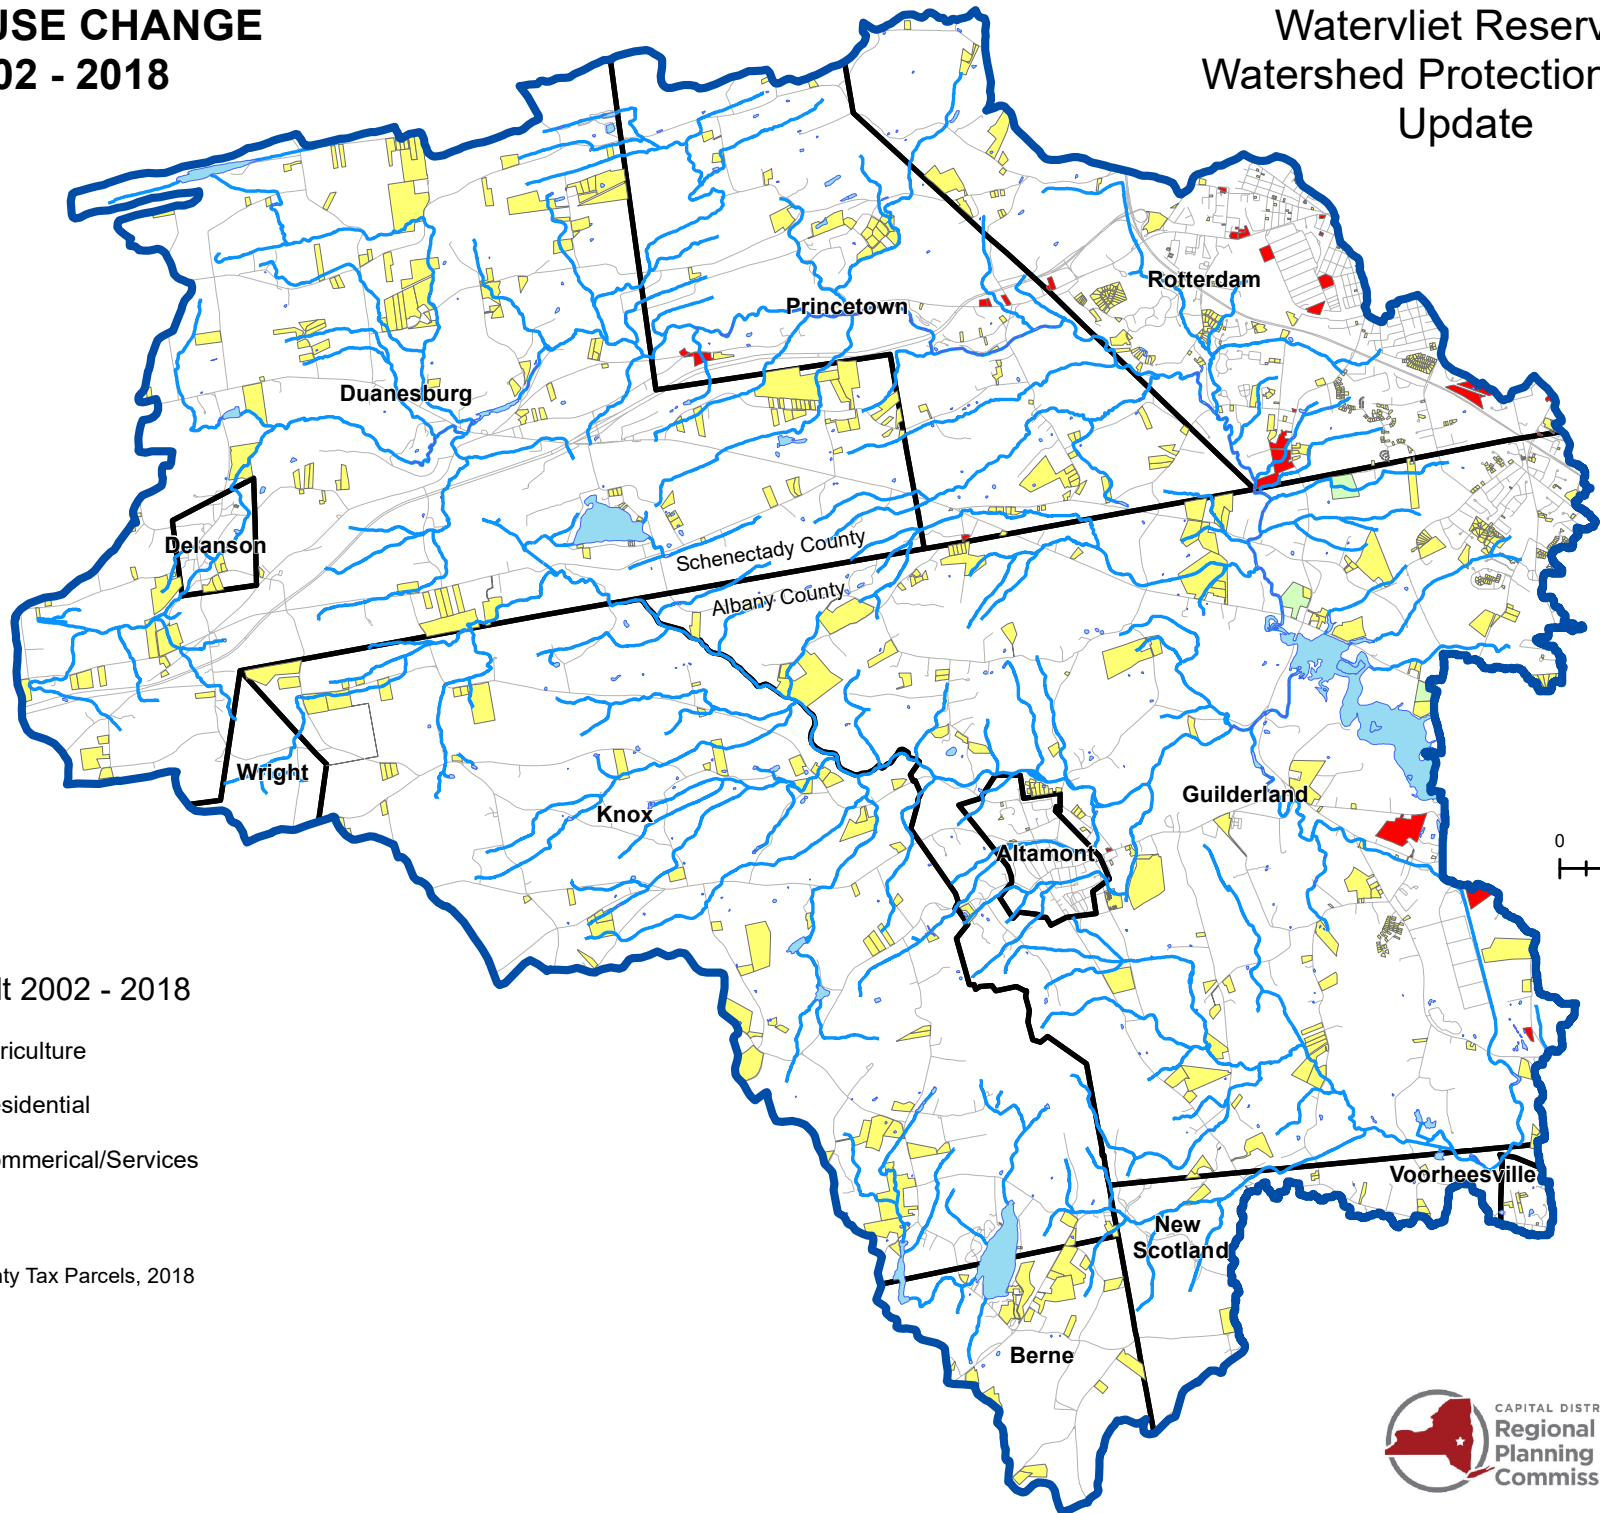 USE CHANGE
02 - 2018
Watervliet Reserv
Watershed Protection
Update
Rotterdam
Princetown
Duanesburg
Delanson
Schenectady County
Albany County
Wright
Knox
Guilderland
Altamont
0
lt 2002 - 2018
riculture
esidential
ommerical/Services
Voorheesville
New
Scotland
nty Tax Parcels, 2018
Berne
CAPITAL DISTR
Regional
Planning
Commiss